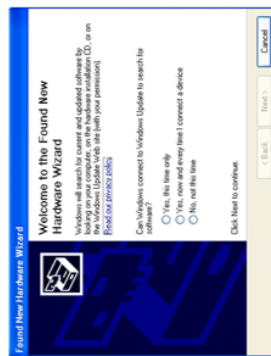 Found New Hardware Wizard
Welcome to the Found New
Hardware Wizard
Windows will search for current and updated software by
looking on your computer, on the hardware installation CD, or on
the Windows Update Web site (with your permission).
Read our privacy policy
Can Windows connect to Windows Update to search for
software?
Yes, this time only
Yes, now and every time I connect a device
No, not this time
Click Next to continue.
< Back
Next >
Cancel